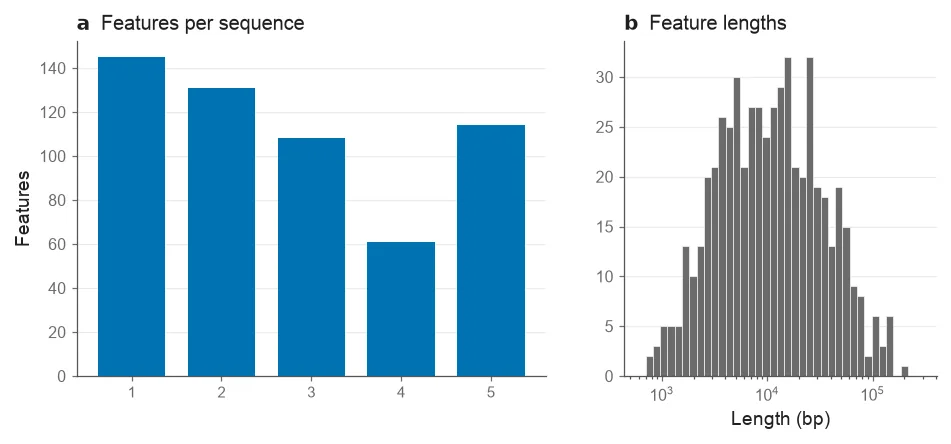 a Features per sequence
Features
140
120
100
80
60
40
20
0
1 2 3 4 5
b Feature lengths
30
25
20
15
10
5
0
10³ 10⁴ 10⁵
Length (bp)